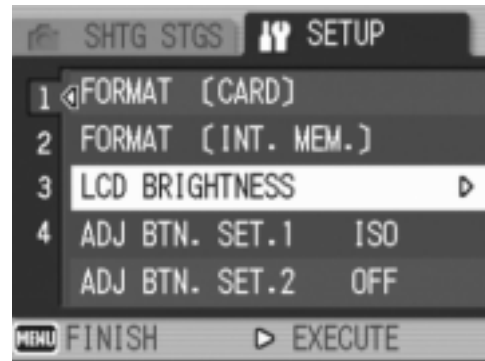 SHTG STGS SETUP
1 FORMAT [CARD]
2 FORMAT [INT. MEM.]
3 LCD BRIGHTNESS
4 ADJ BTN. SET.1 ISO
ADJ BTN. SET.2 OFF
MENU FINISH EXECUTE